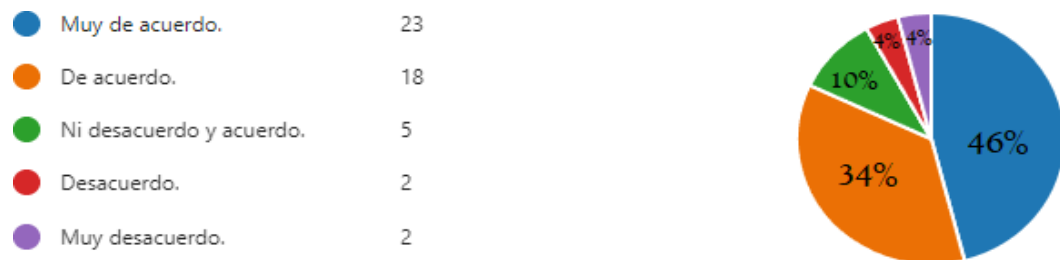 Muy de acuerdo. 23
De acuerdo. 18
Ni desacuerdo y acuerdo. 5
Desacuerdo. 2
Muy desacuerdo. 2
4% 4%
10%
46%
34%